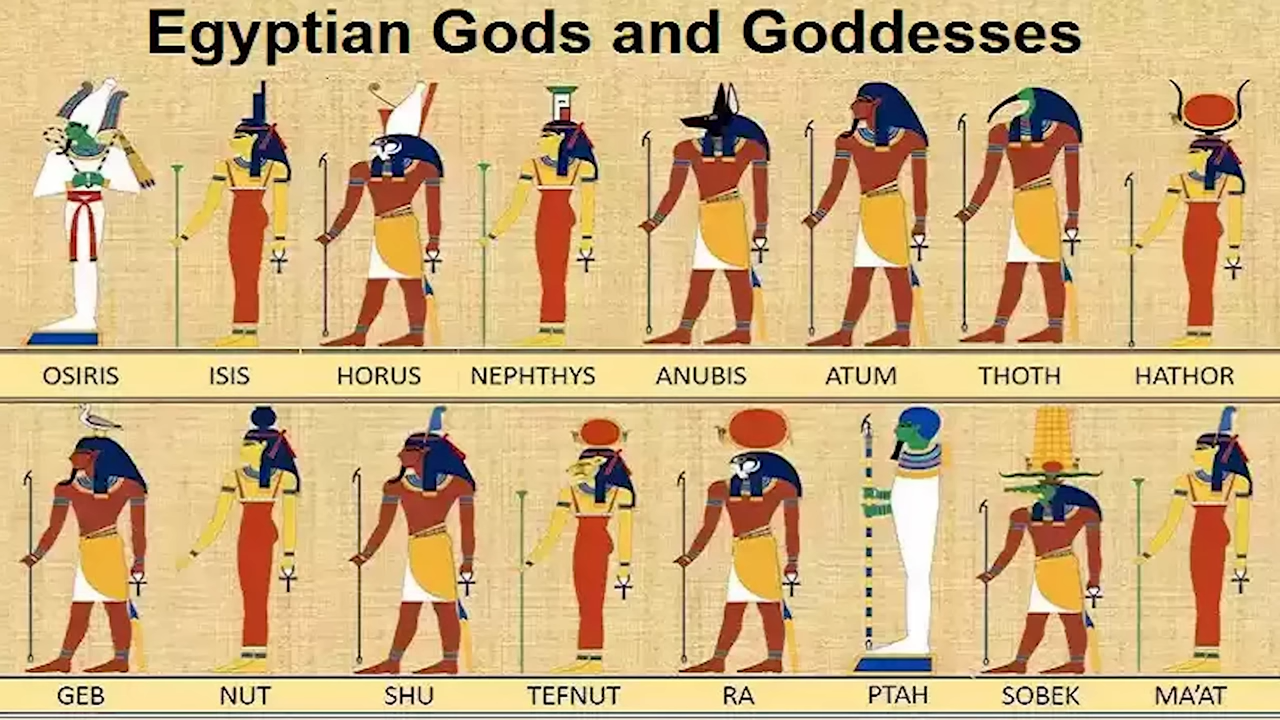 Egyptian Gods and Goddesses
OSIRIS ISIS HORUS NEPHTHYS ANUBIS ATUM THOTH HATHOR
GEB NUT SHU TEFNUT RA PTAH SOBEK MA’AT